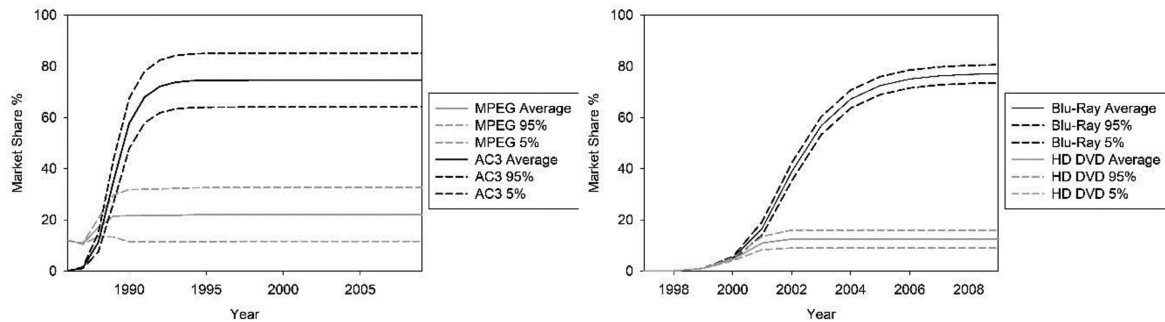 100
80
60
40
20
0
Market Share %
1990
1995
2000
2005
Year
MPEG Average
MPEG 95%
MPEG 5%
AC3 Average
AC3 95%
AC3 5%
100
80
60
40
20
0
Market Share %
1998
2000
2002
2004
2006
2008
Year
Blu-Ray Average
Blu-Ray 95%
Blu-Ray 5%
HD DVD Average
HD DVD 95%
HD DVD 5%